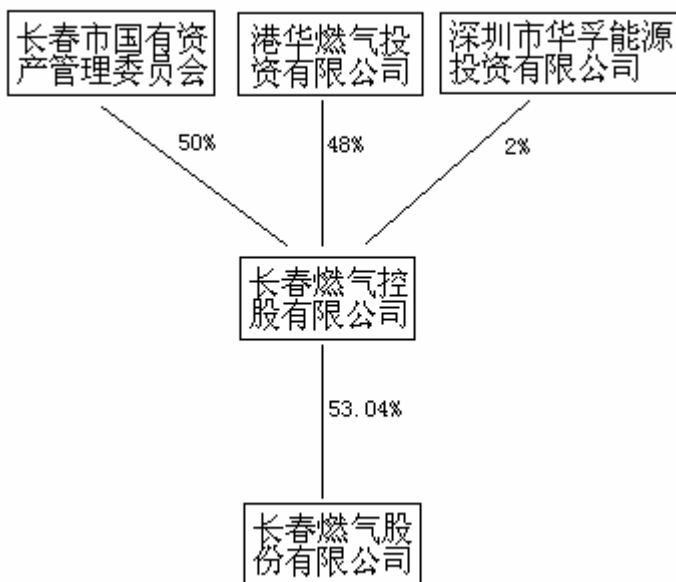 长春市国有资
产管理委员会
港华燃气投
资有限公司
深圳市华孚能源
投资有限公司
50%
48%
2%
长春燃气控
股有限公司
53.04%
长春燃气股
份有限公司